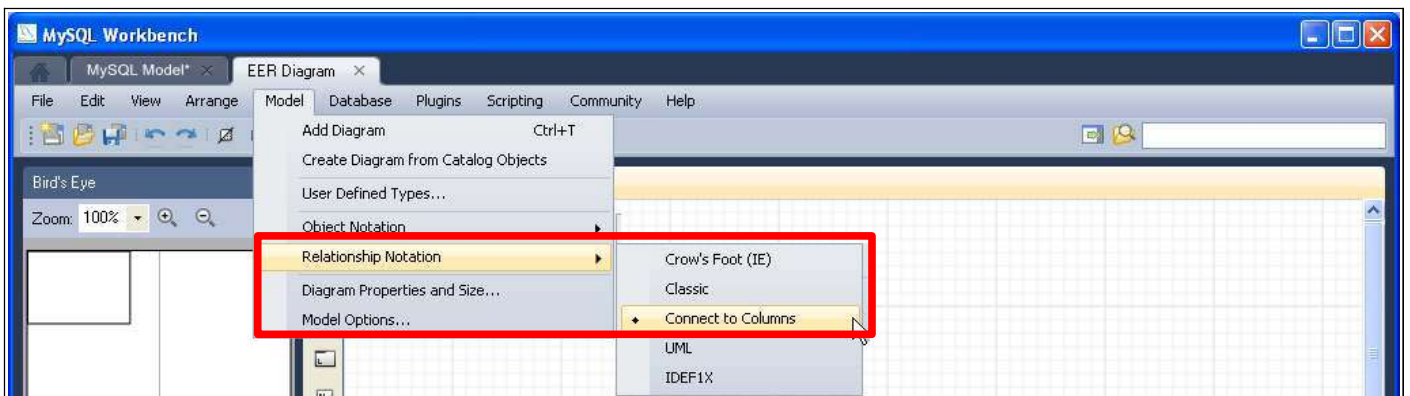 MySQL Workbench
MySQL Model* EER Diagram
File Edit View Arrange Model Database Plugins Scripting Community Help
Add Diagram Ctrl+T
Create Diagram from Catalog Objects
Bird's Eye
User Defined Types...
Zoom: 100%
Object Notation
Relationship Notation
Crow's Foot (IE)
Diagram Properties and Size...
Classic
Model Options...
Connect to Columns
UML
IDEF1X